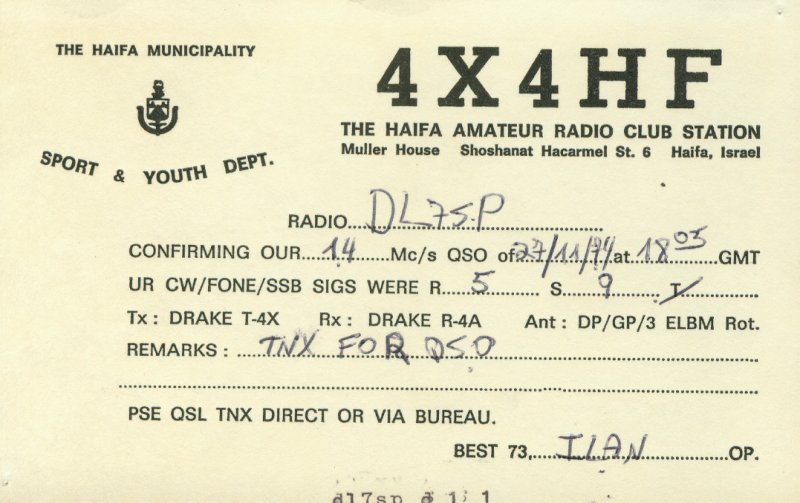 THE HAIFA MUNICIPALITY
SPORT & YOUTH DEPT.
4X4HF
THE HAIFA AMATEUR RADIO CLUB STATION
Muller House Shoshanat Hacarmel St. 6 Haifa, Israel
RADIO DL7SP
CONFIRMING OUR 14 Mc/s QSO of at 18 05 GMT
UR CW/FONE/SSB SIGS WERE R 5 S 9 T/
Tx: DRAKE T-4X Rx: DRAKE R-4A Ant: DP/GP/3 ELBM Rot.
REMARKS: TNX FOR QSO
PSE QSL TNX DIRECT OR VIA BUREAU.
BEST 73, ILAN OP.
dl7sp